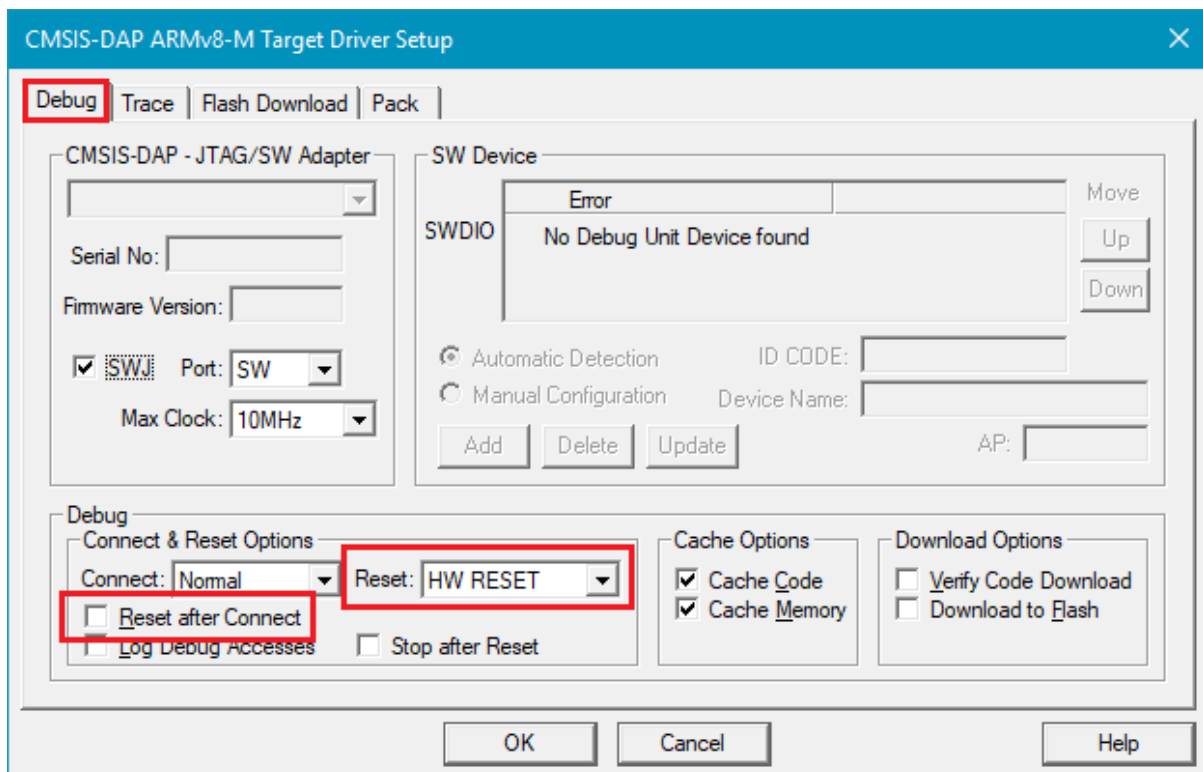 CMSIS-DAP ARMv8-M Target Driver Setup
Debug Trace Flash Download Pack
CMSIS-DAP - JTAG/SW Adapter
Serial No:
Firmware Version:
SWJ Port: SW
Max Clock: 10MHz
SW Device
Error
SWDIO No Debug Unit Device found
Move
Up
Down
Automatic Detection ID CODE:
Manual Configuration Device Name:
Add Delete Update AP:
Debug
Connect & Reset Options
Connect: Normal Reset: HW RESET
Reset after Connect
Log Debug Accesses Stop after Reset
Cache Options
Cache Code
Cache Memory
Download Options
Verify Code Download
Download to Flash
OK Cancel Help